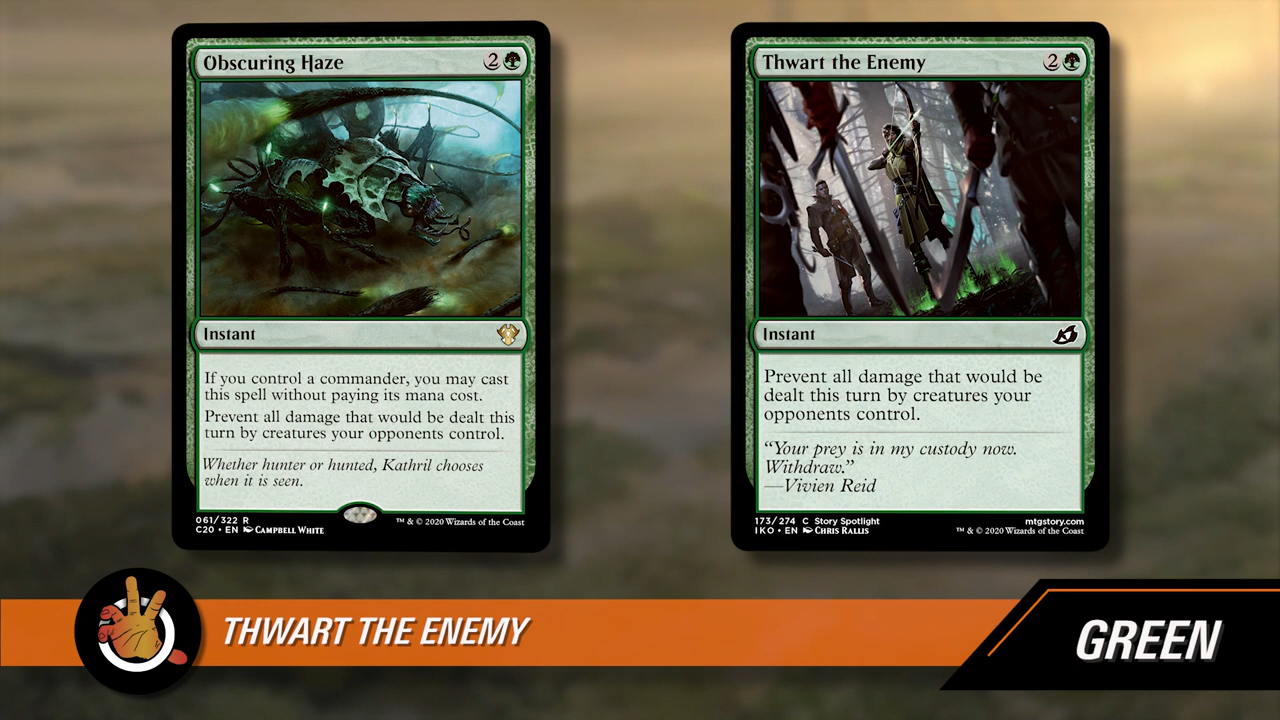 Obscuring Haze 2
Instant
If you control a commander, you may cast
this spell without paying its mana cost.
Prevent all damage that would be dealt this
turn by creatures your opponents control.
Whether hunter or hunted, Kathril chooses
when it is seen.
061/322 R
C20 • EN CAMPBELL WHITE
™ & © 2020 Wizards of the Coast
Thwart the Enemy 2
Instant
Prevent all damage that would be
dealt this turn by creatures your
opponents control.
“Your prey is in my custody now.
Withdraw.”
—Vivien Reid
173/274 C Story Spotlight
IKO • EN CHRIS RALLIS
mtgstory.com
™ & © 2020 Wizards of the Coast
THWART THE ENEMY
GREEN